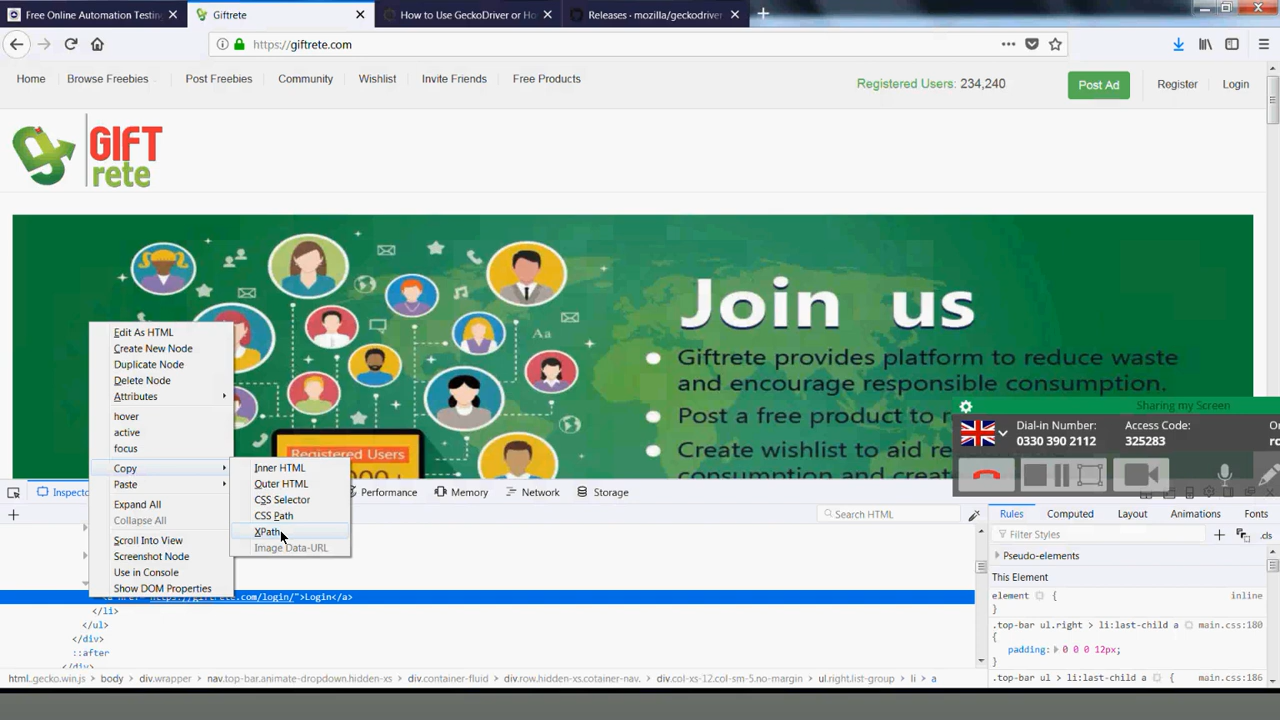 Free Online Automation Testin
Giftrete
How to Use GeckoDriver or Ho
Releases - mozilla/geckodriver
https://giftrete.com
Home Browse Freebies Post Freebies Community Wishlist Invite Friends Free Products
Registered Users: 234,240
Post Ad
Register
Login
GIFT
rete
Join us
Giftrete provides platform to reduce waste
and encourage responsible consumption.
Post a free product to
Create wishlist to aid
consumption and
Aa
Registered Users
Sharing my Screen
Dial-in Number:
0330 390 2112
Access Code:
325283
Edit As HTML
Create New Node
Duplicate Node
Delete Node
Attributes
hover
active
focus
Copy
Paste
Expand All
Collapse All
Scroll Into View
Screenshot Node
Use in Console
Show DOM Properties
Inner HTML
Outer HTML
CSS Selector
CSS Path
XPath
Image Data-URL
Inspecto
Performance
Memory
Network
Storage
Search HTML
"https://giftrete.com/login/">Login</a>
</li>
</ul>
</div>
::after
</div>
html.gecko.win.js body div.wrapper nav.top-bar.animate-dropdown.hidden-xs div.container-fluid div.row.hidden-xs.cotainer-nav. div.col-xs-12.col-sm-5.no-margin ul.right.list-group li a
Rules Computed Layout Animations Fonts
Filter Styles
.cls
Pseudo-elements
This Element
element { inline
}
.top-bar ul.right > li:last-child a main.css:180
{
padding: 0 0 0 12px;
}
.top-bar ul > li:last-child a { main.css:186